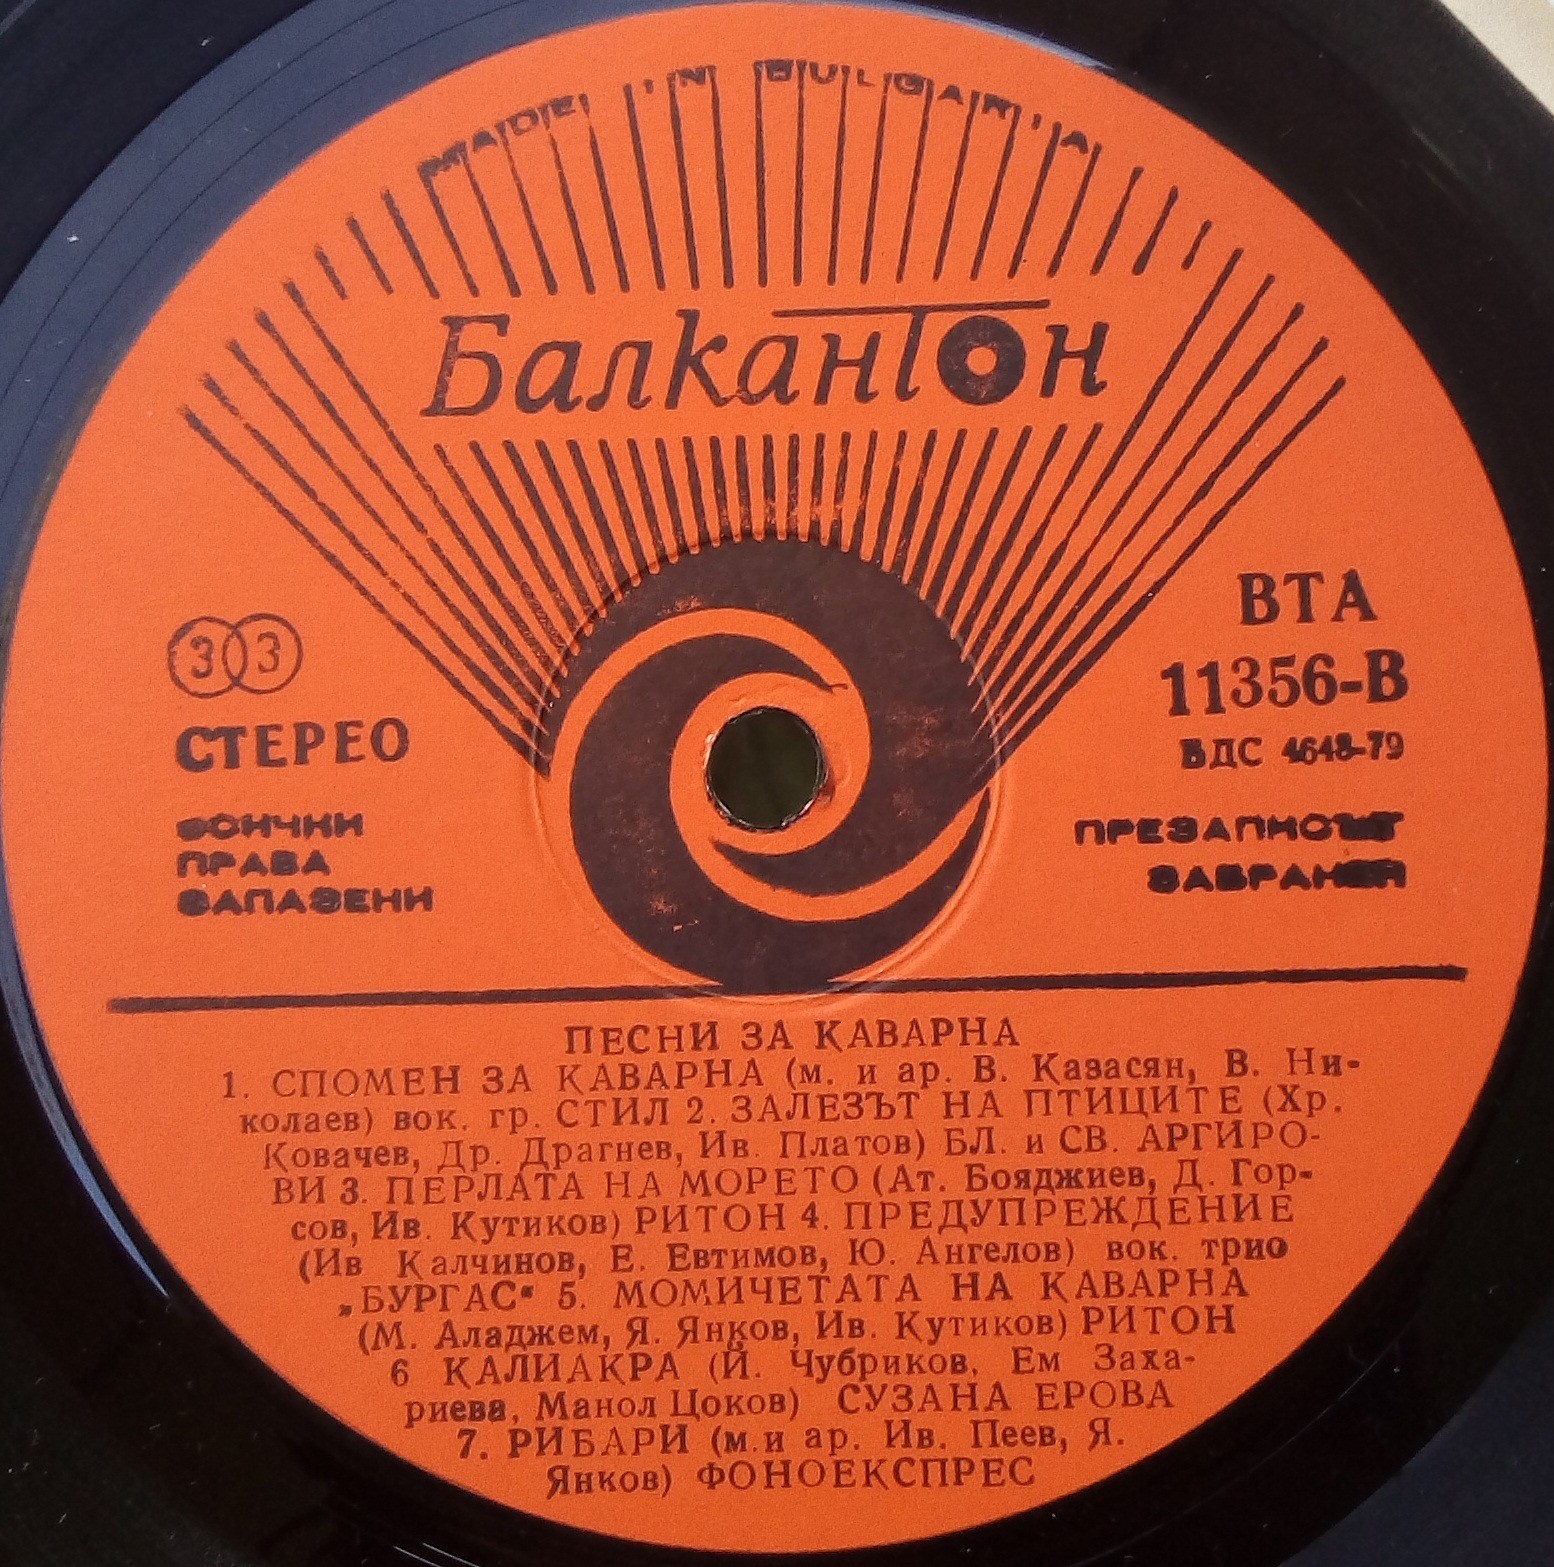 MADE IN BULGARIA
Балкантон
33
СТЕРЕО
ВСИЧКИ
ПРАВА
ЗАПАЗЕНИ
ВТА
11356-В
БДС 4648-79
ПРЕЗАПИСЪТ
ЗАБРАНЕН
ПЕСНИ ЗА КАВАРНА
1. СПОМЕН ЗА КАВАРНА (м. и ар. В. Казасян, В. Ни-
колаев) вок. гр. СТИЛ 2. ЗАЛЕЗЪТ НА ПТИЦИТЕ (Хр.
Ковачев, Др. Драгнев, Ив. Платов) БЛ. и СВ. АРГИРО-
ВИ 3. ПЕРЛАТА НА МОРЕТО (Ат. Бояджиев, Д. Гор-
сов, Ив. Кутиков) РИТОН 4. ПРЕДУПРЕЖДЕНИЕ
(Ив Калчинов, Е. Евтимов, Ю. Ангелов) вок. трио
„БУРГАС“ 5. МОМИЧЕТАТА НА КАВАРНА
(М. Аладжем, Я. Янков, Ив. Кутиков) РИТОН
6 КАЛИАКРА (Й. Чубриков, Ем Заха-
риева, Манол Цоков) СУЗАНА ЕРОВА
7. РИБАРИ (м.и ар. Ив. Пеев, Я.
Янков) ФОНОЕКСПРЕС